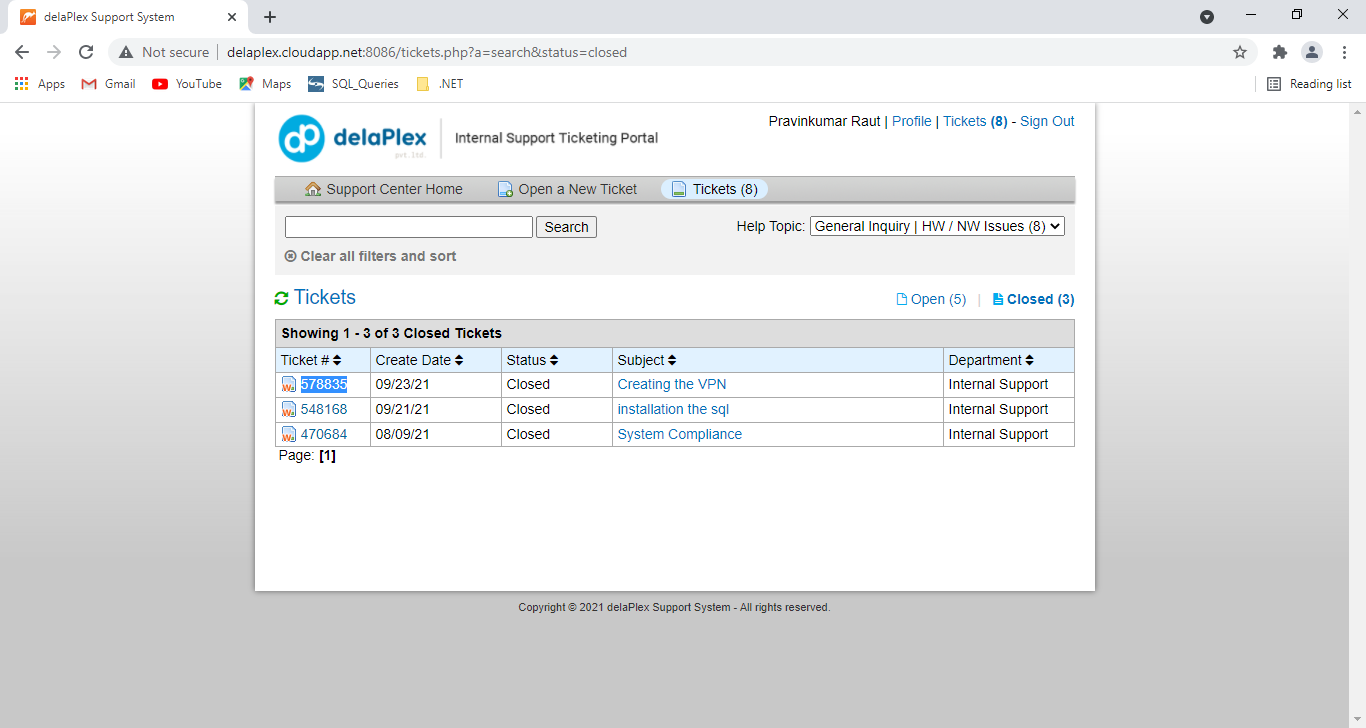 delaPlex Support System
Not secure | delaplex.cloudapp.net:8086/tickets.php?a=search&status=closed
Apps Gmail YouTube Maps SQL_Queries .NET Reading list
Pravinkumar Raut | Profile | Tickets (8) - Sign Out
dp delaPlex pvt.ltd. Internal Support Ticketing Portal
Support Center Home Open a New Ticket Tickets (8)
Search Help Topic: General Inquiry | HW / NW Issues (8)
Clear all filters and sort
Tickets Open (5) | Closed (3)
Showing 1 - 3 of 3 Closed Tickets
Ticket # Create Date Status Subject Department
578835 09/23/21 Closed Creating the VPN Internal Support
548168 09/21/21 Closed installation the sql Internal Support
470684 08/09/21 Closed System Compliance Internal Support
Page: [1]
Copyright © 2021 delaPlex Support System - All rights reserved.